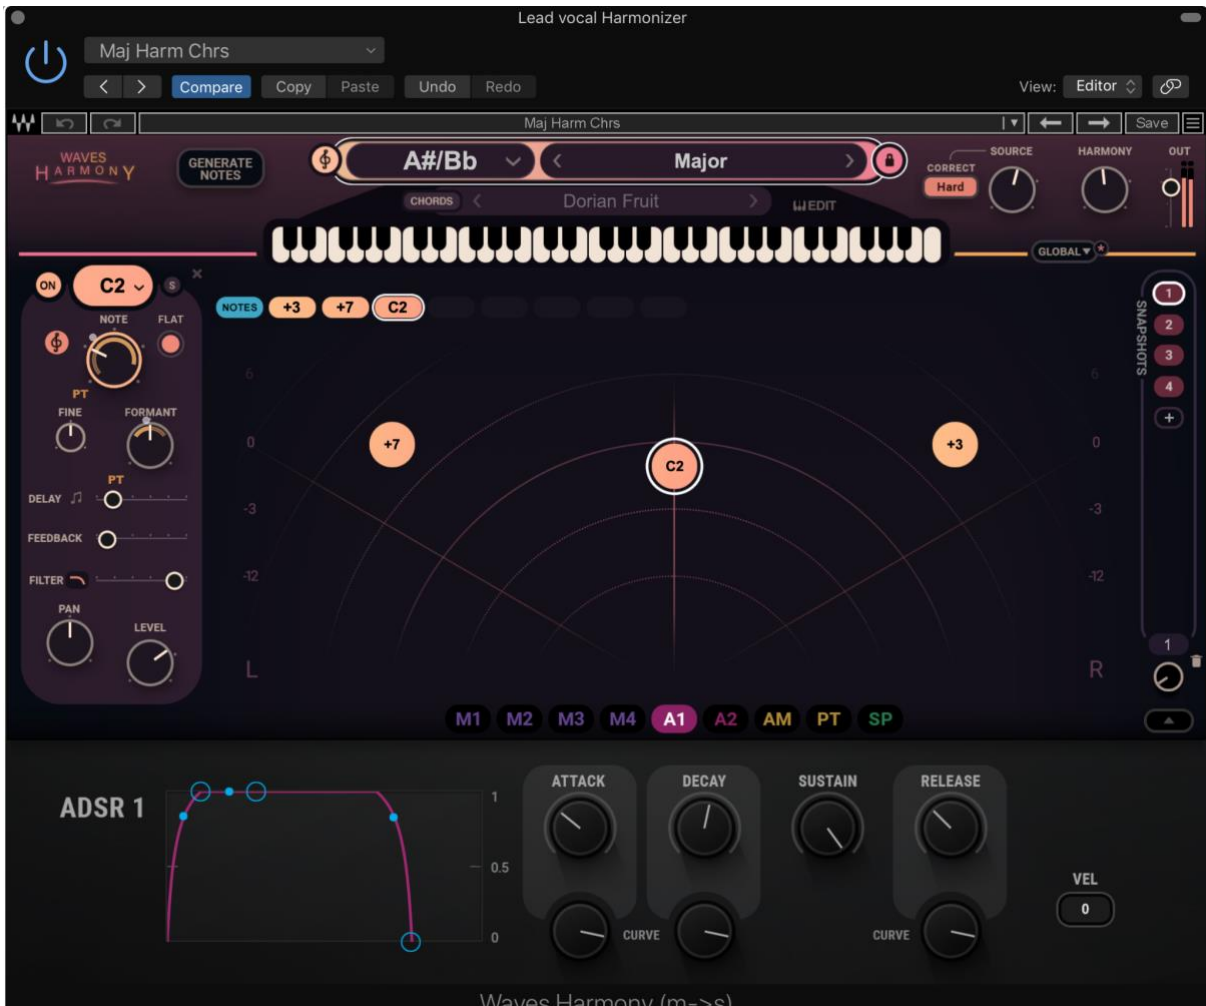 Lead vocal Harmonizer
Maj Harm Chrs
Compare Copy Paste Undo Redo View: Editor
Maj Harm Chrs Save
WAVES
HARMONY
GENERATE
NOTES
A#/Bb Major
CORRECT
Hard
SOURCE HARMONY OUT
CHORDS Dorian Fruit EDIT
GLOBAL *
ON C2 S
NOTE FLAT
PT
FINE FORMANT
PT
DELAY
FEEDBACK
FILTER
PAN
LEVEL
NOTES +3 +7 C2
6 6
0 +7 C2 +3 0
-3 -3
-12 -12
L R
SNAPSHOTS
1
2
3
4
+
1
M1 M2 M3 M4 A1 A2 AM PT SP
ADSR 1
1
0.5
0
ATTACK DECAY SUSTAIN RELEASE
CURVE CURVE
VEL
0
Waves Harmony (m->s)